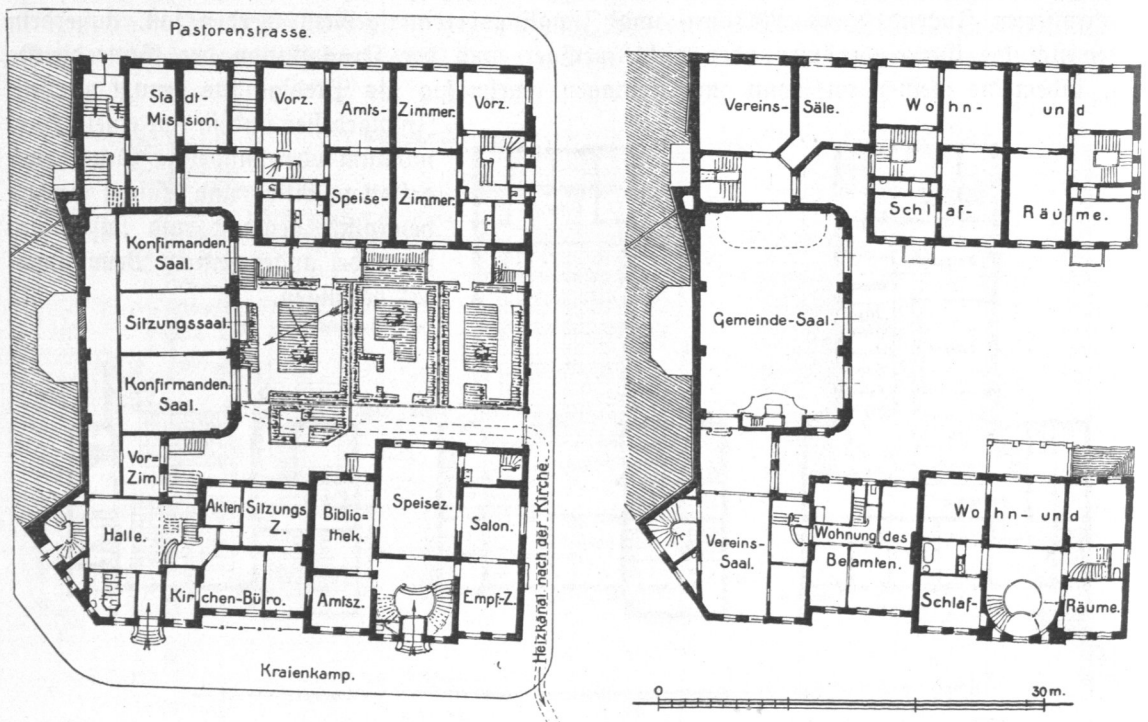 Pastorenstrasse.
Stadt-
Mission.
Vorz.
Amts-
Zimmer.
Vorz.
Speise-
Zimmer.
Konfirmanden.
Saal.
Sitzungssaal.
Konfirmanden.
Saal.
Vor-
Zim.
Halle.
Akten
Sitzungs
Z.
Biblio-
thek.
Speisez.
Salon.
Kirchen-Büro.
Amtsz.
Empf.-Z.
Kraienkamp.
Heizkanal nach der Kirche.
Vereins-
Säle.
Wohn-
und
Schlaf-
Räume.
Gemeinde-Saal.
Vereins-
Saal.
Wohnung des
Beamten.
Wohn- und
Schlaf-
Räume.
0
30 m.